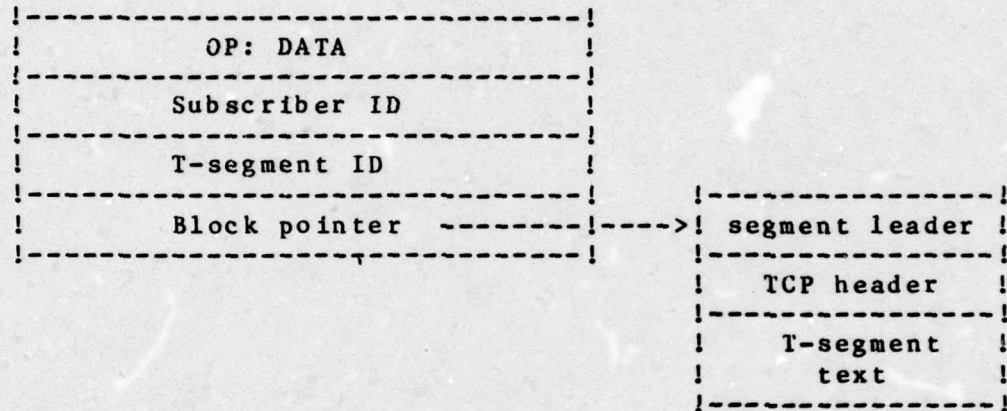 OP: DATA
Subscriber ID
T-segment ID
Block pointer -------!---->! segment leader !
TCP header
T-segment
text